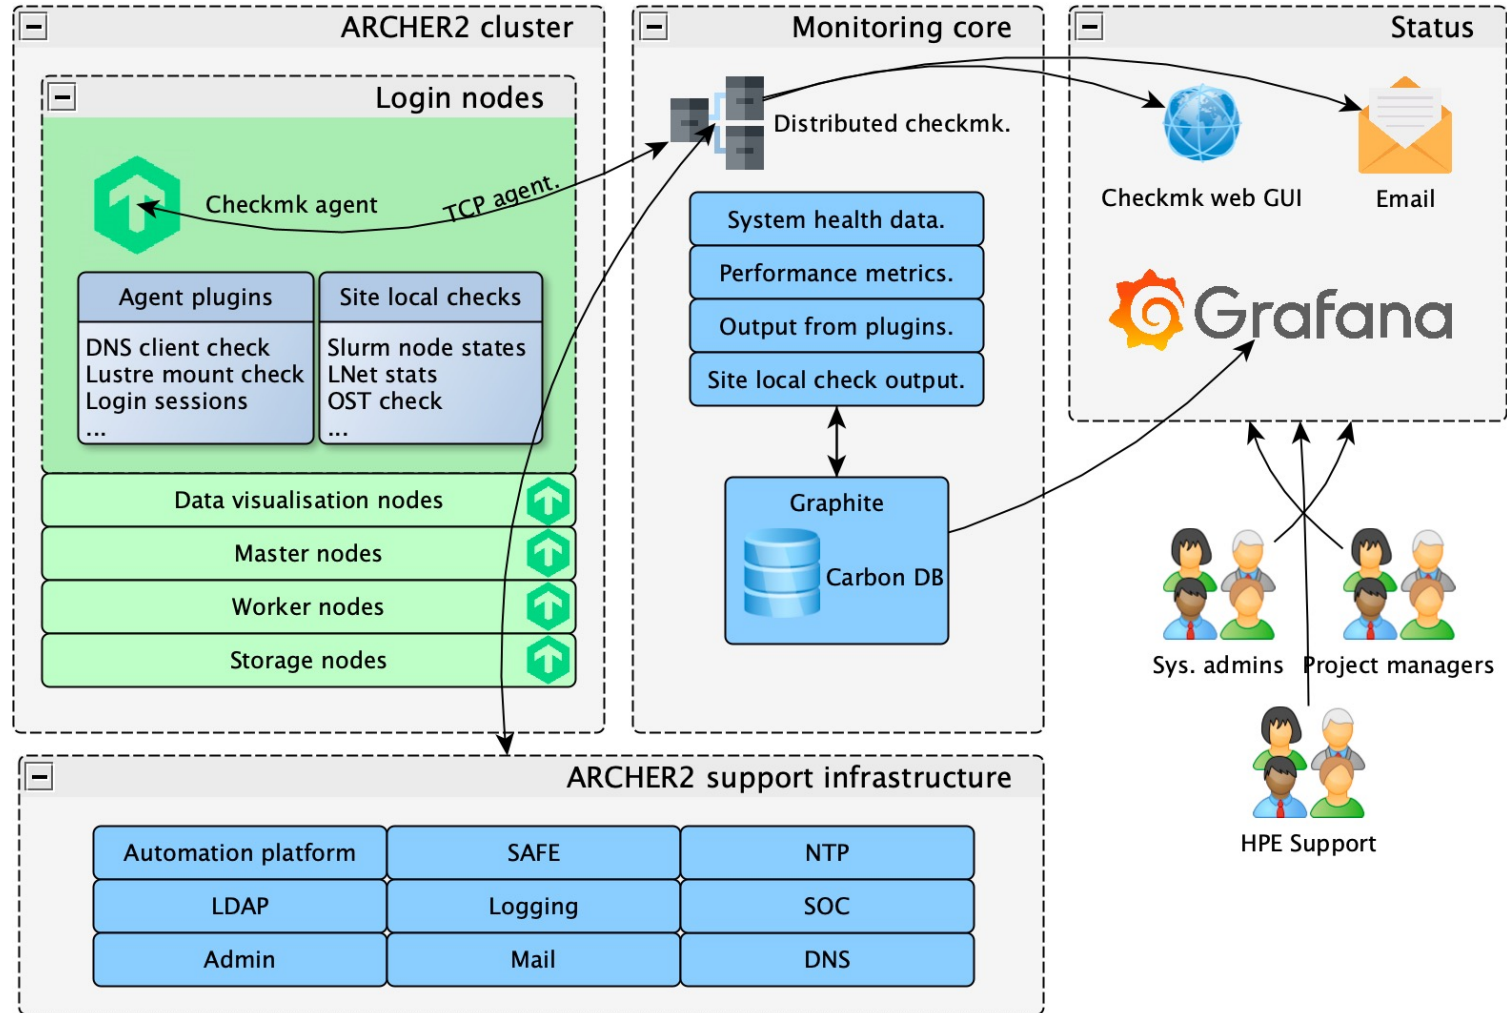 ARCHER2 cluster
Login nodes
Checkmk agent
TCP agent.
Agent plugins
DNS client check
Lustre mount check
Login sessions
...
Site local checks
Slurm node states
LNet stats
OST check
...
Data visualisation nodes
Master nodes
Worker nodes
Storage nodes
Monitoring core
Distributed checkmk.
System health data.
Performance metrics.
Output from plugins.
Site local check output.
Graphite
Carbon DB
Status
Checkmk web GUI
Email
Grafana
Sys. admins
Project managers
HPE Support
ARCHER2 support infrastructure
Automation platform
SAFE
NTP
LDAP
Logging
SOC
Admin
Mail
DNS